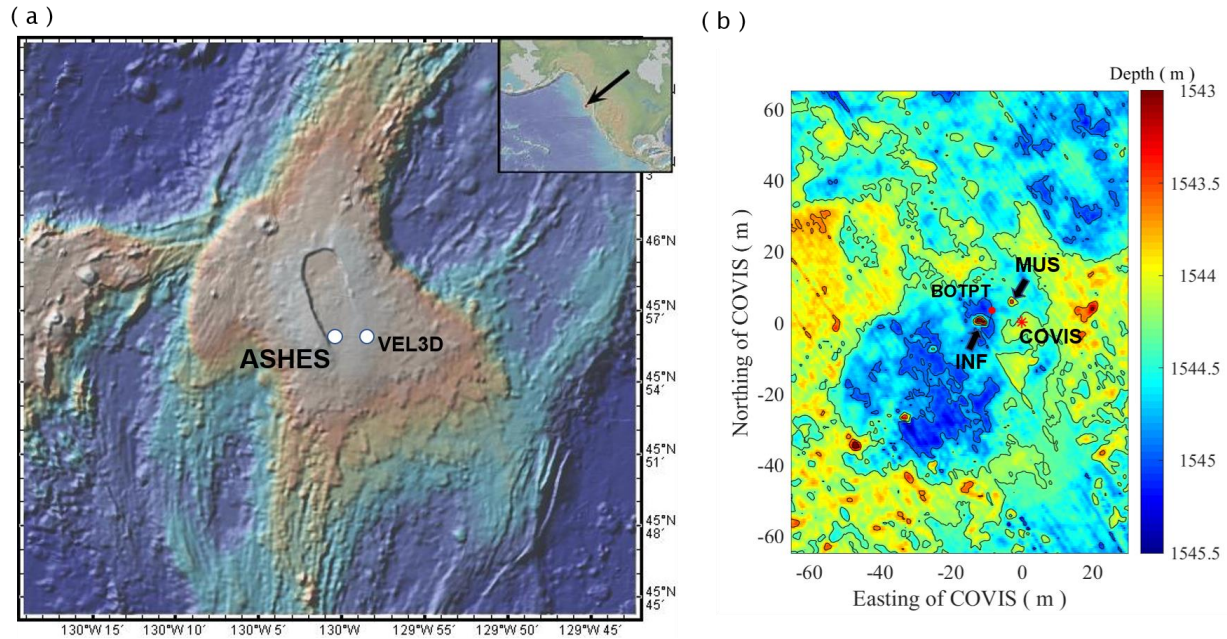 ( a )
3
46°N
45°N
57´
45°N
54´
45°N
51´
45°N
48´
45°N
45´
ASHES
VEL3D
130°W 15´
130°W 10´
130°W 5´
130°W
129°W 55´
129°W 50´
129°W 45´
( b )
Depth ( m )
1543
1543.5
1544
1544.5
1545
1545.5
60
40
20
0
-20
-40
-60
Northing of COVIS ( m )
MUS
BOTPT
COVIS
INF
-60
-40
-20
0
20
Easting of COVIS ( m )